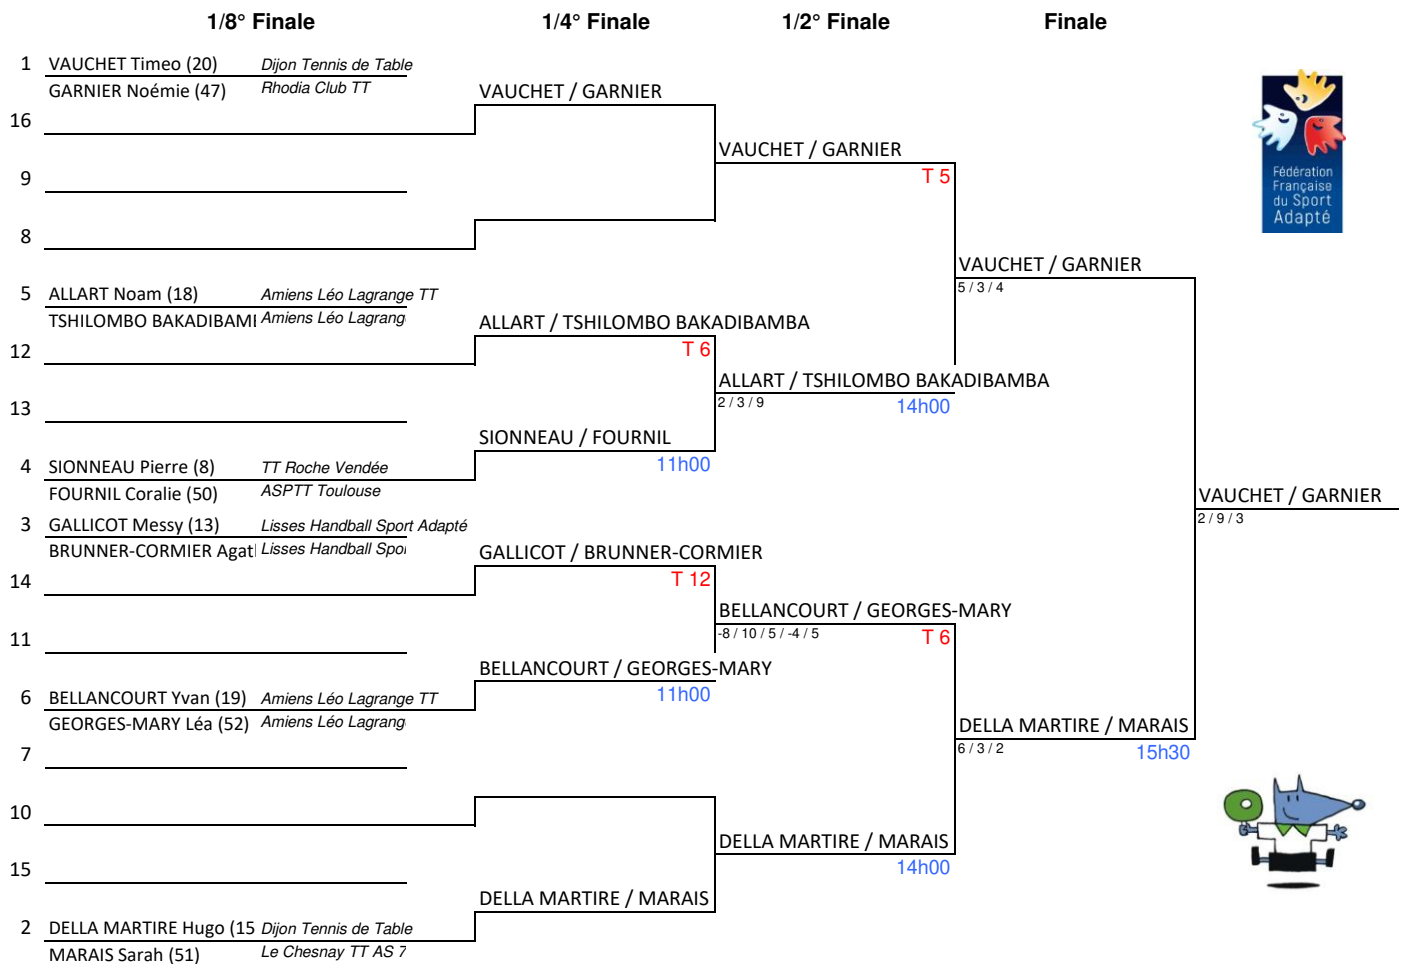 1/8° Finale 1/4° Finale 1/2° Finale Finale
1 VAUCHET Timeo (20) Dijon Tennis de Table
GARNIER Noémie (47) Rhodia Club TT
VAUCHET / GARNIER
16
VAUCHET / GARNIER
9
T 5
8
VAUCHET / GARNIER
5 / 3 / 4
5 ALLART Noam (18) Amiens Léo Lagrange TT
TSHILOMBO BAKADIBAM Amiens Léo Lagrang
ALLART / TSHILOMBO BAKADIBAMBA
12
T 6
ALLART / TSHILOMBO BAKADIBAMBA
2 / 3 / 9
14h00
13
SIONNEAU / FOURNIL
11h00
4 SIONNEAU Pierre (8) TT Roche Vendée
FOURNIL Coralie (50) ASPTT Toulouse
VAUCHET / GARNIER
2 / 9 / 3
3 GALLICOT Messy (13) Lisses Handball Sport Adapté
BRUNNER-CORMIER Agat Lisses Handball Spor
GALLICOT / BRUNNER-CORMIER
14
T 12
BELLANCOURT / GEORGES-MARY
-8 / 10 / 5 / -4 / 5
T 6
11
BELLANCOURT / GEORGES-MARY
11h00
6 BELLANCOURT Yvan (19) Amiens Léo Lagrange TT
GEORGES-MARY Léa (52) Amiens Léo Lagrang
DELLA MARTIRE / MARAIS
6 / 3 / 2
15h30
7
10
DELLA MARTIRE / MARAIS
14h00
15
DELLA MARTIRE / MARAIS
2 DELLA MARTIRE Hugo (15 Dijon Tennis de Table
MARAIS Sarah (51) Le Chesnay TT AS 7
Fédération
Française
du Sport
Adapté